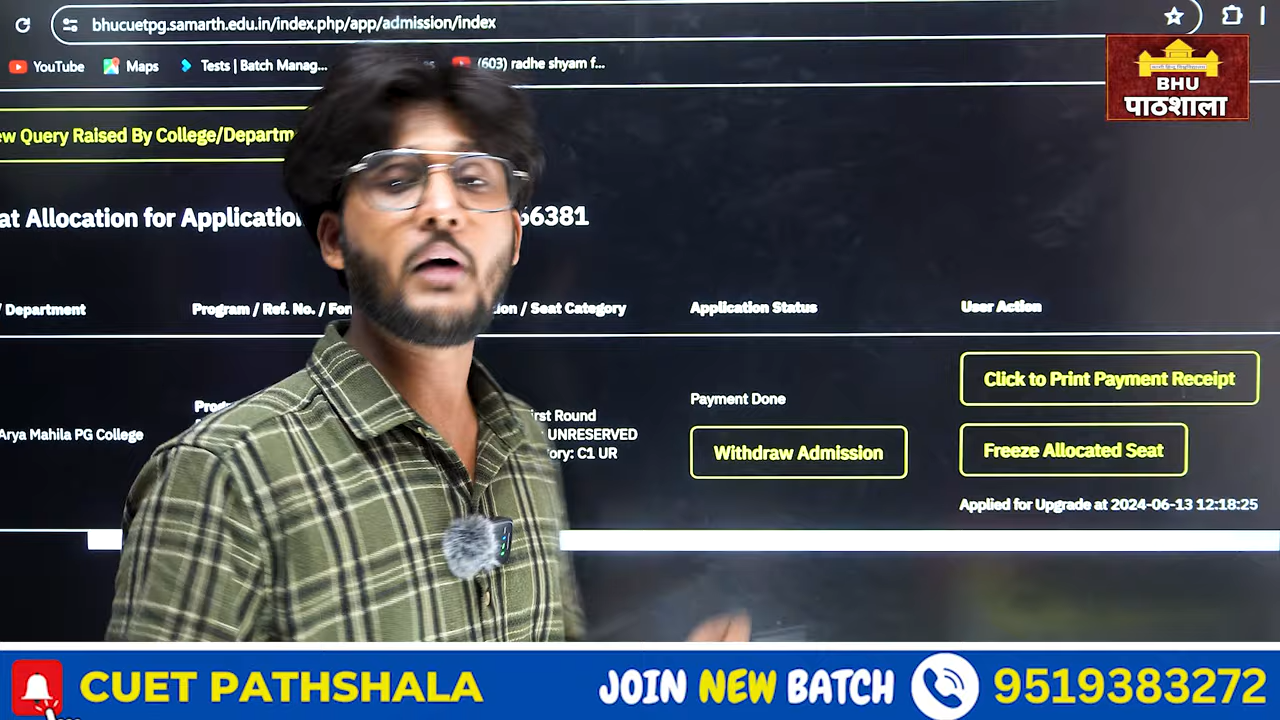 bhucuetpg.samarth.edu.in/index.php/app/admission/index
YouTube Maps Tests | Batch Manag... (603) radhe shyam f...
BHU
पाठशाला
ew Query Raised By College/Departm
at Allocation for Application 66381
/ Department Program / Ref. No. / For on / Seat Category Application Status User Action
Click to Print Payment Receipt
Payment Done
Prog rst Round
Arya Mahila PG College UNRESERVED
Withdraw Admission Freeze Allocated Seat
ory: C1 UR
Applied for Upgrade at 2024-06-13 12:18:25
CUET PATHSHALA JOIN NEW BATCH 9519383272